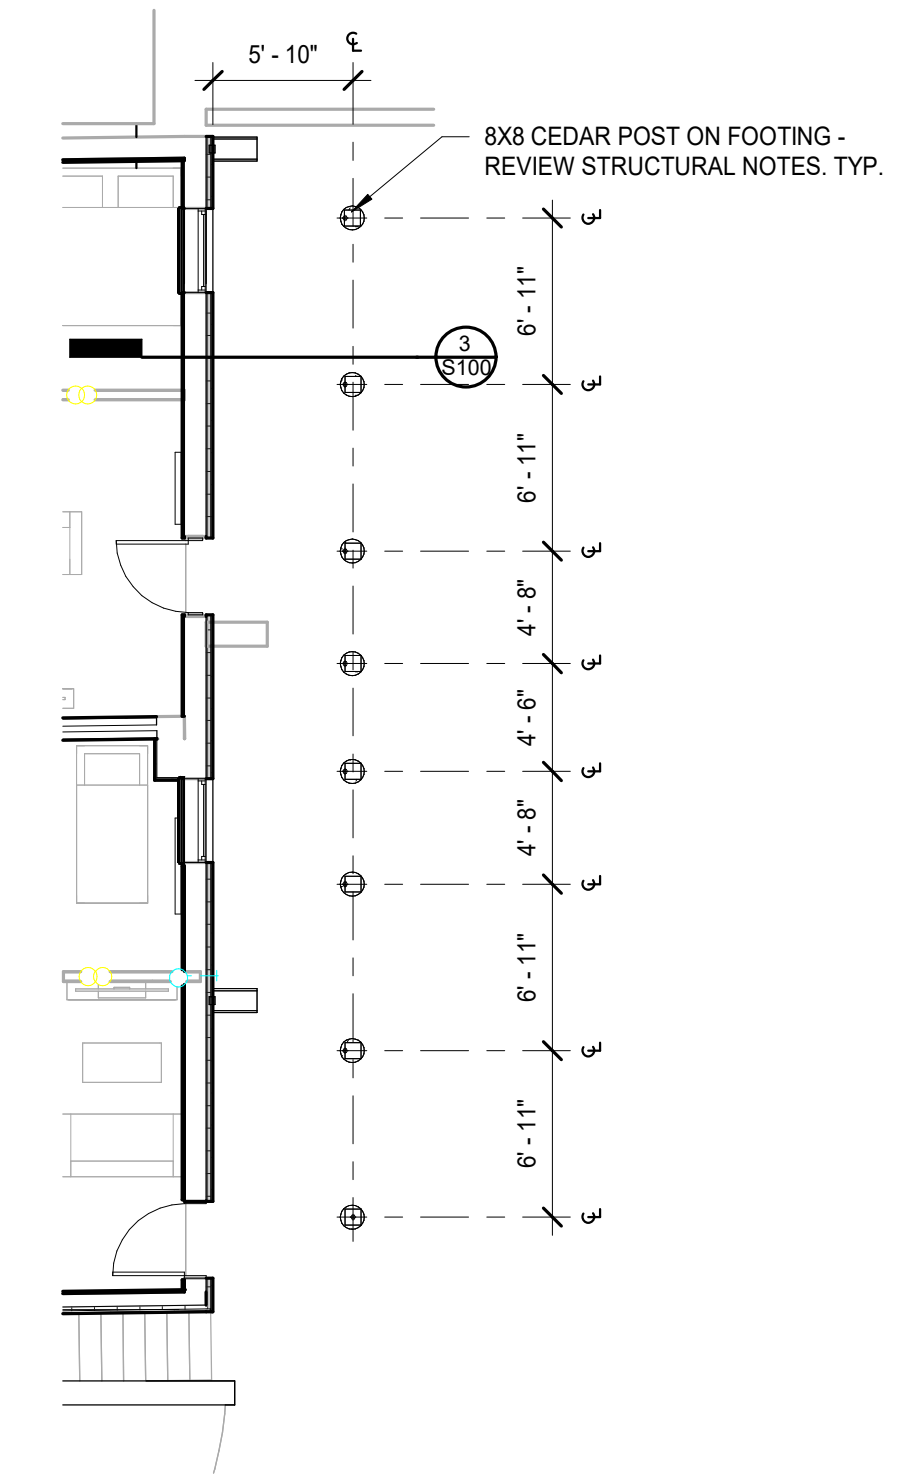 5' - 10"
℄
8X8 CEDAR POST ON FOOTING -
REVIEW STRUCTURAL NOTES. TYP.
℄
6' - 11"
3
S100
℄
6' - 11"
℄
4' - 8"
℄
4' - 6"
℄
4' - 8"
℄
6' - 11"
℄
6' - 11"
℄